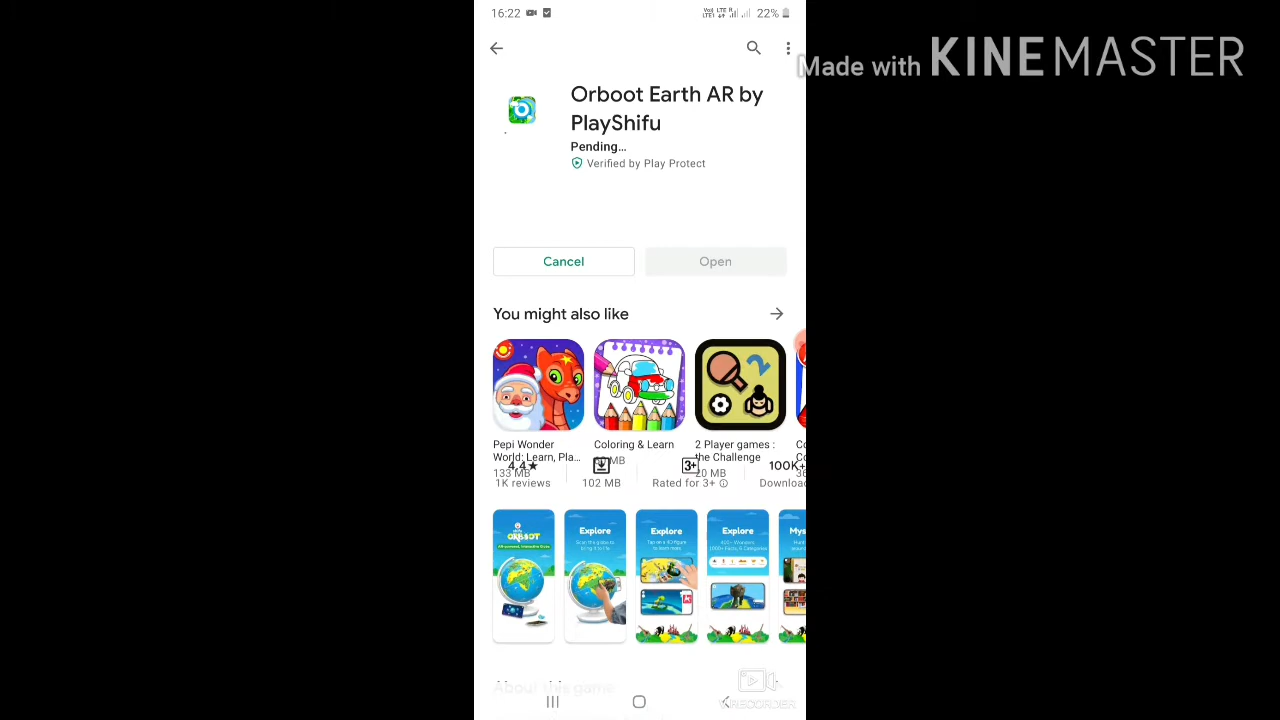 16:22
VoLTE1 LTE R 22%
Made with KINEMASTER
Orboot Earth AR by
PlayShifu
Pending...
Verified by Play Protect
Cancel
Open
You might also like
Pepi Wonder
World: Learn, Pla...
133 MB
Coloring & Learn
MB
2 Player games :
the Challenge
20 MB
4.4★
1K reviews
102 MB
3+
Rated for 3+
100K+
Download
ORBOOT
Explore
Explore
Explore
About this game